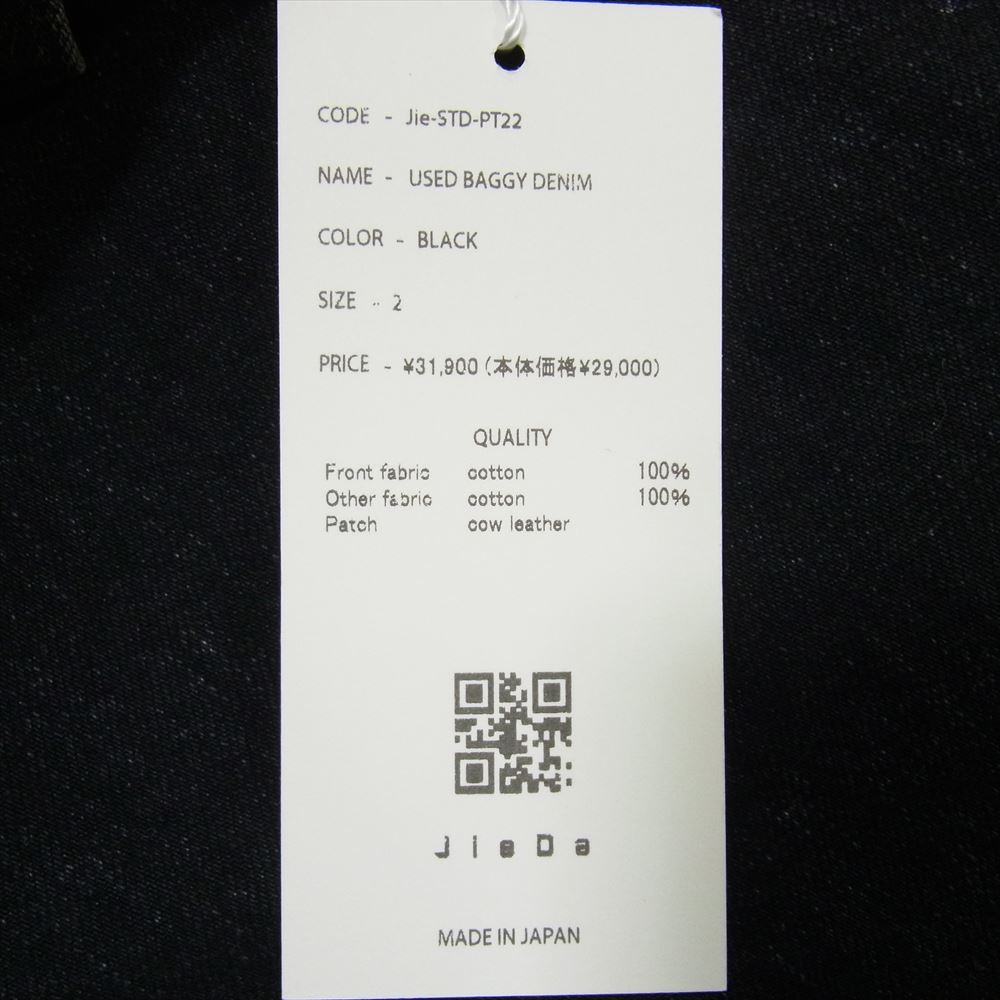 CODE - Jie-STD-PT22
NAME - USED BAGGY DENIM
COLOR - BLACK
SIZE - 2
PRICE - ¥31,900 (本体価格¥29,000)
QUALITY
Front fabric cotton 100%
Other fabric cotton 100%
Patch cow leather
JieDa
MADE IN JAPAN